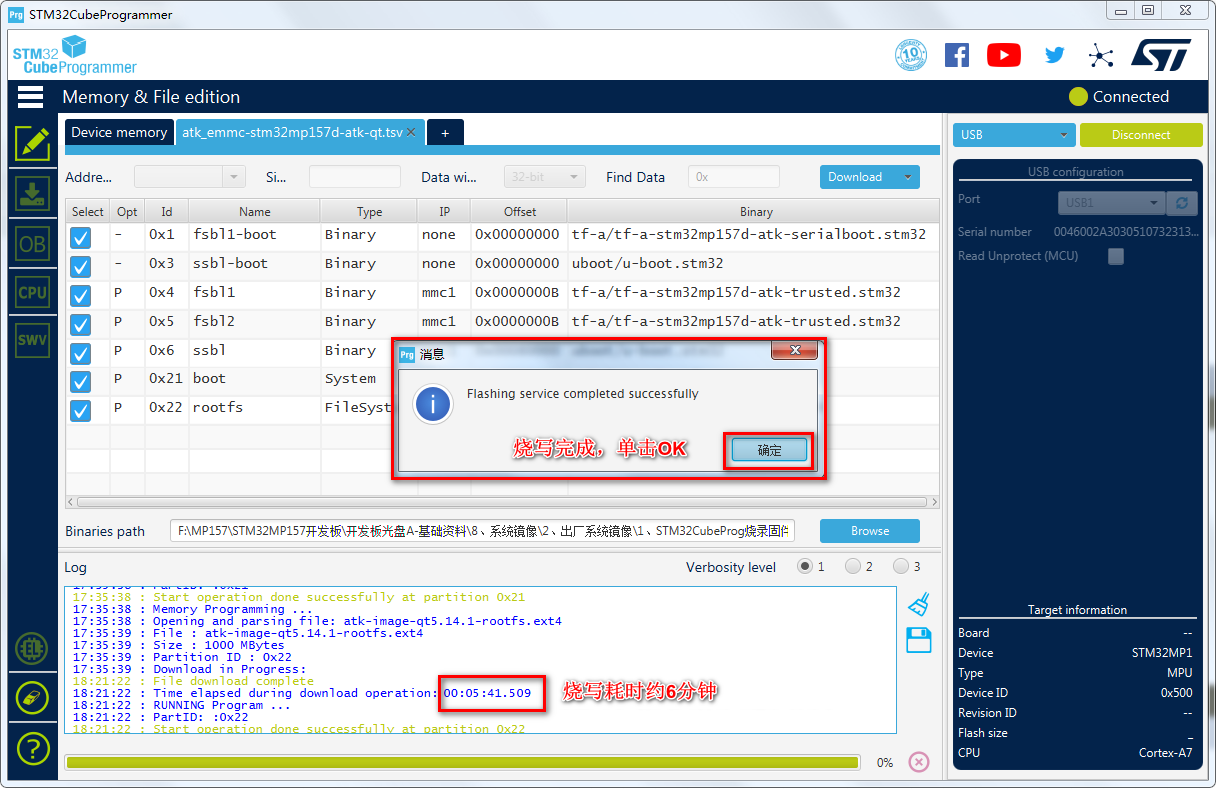 STM32CubeProgrammer
STM32
CubeProgrammer
10
Memory & File edition
Connected
Device memory
atk_emmc-stm32mp157d-atk-qt.tsv
+
USB
Disconnect
Addre...
Si...
Data wi...
32-bit
Find Data
0x
Download
USB configuration
Port
USB1
Serial number 0046002A3030510732313...
Read Unprotect (MCU)
OB
CPU
SWV
Select Opt Id Name Type IP Offset Binary
- 0x1 fsbl1-boot Binary none 0x00000000 tf-a/tf-a-stm32mp157d-atk-serialboot.stm32
- 0x3 ssbl-boot Binary none 0x00000000 uboot/u-boot.stm32
P 0x4 fsbl1 Binary mmc1 0x0000000B tf-a/tf-a-stm32mp157d-atk-trusted.stm32
P 0x5 fsbl2 Binary mmc1 0x0000000B tf-a/tf-a-stm32mp157d-atk-trusted.stm32
P 0x6 ssbl Binary
P 0x21 boot System
P 0x22 rootfs FileSyst
消息
Flashing service completed successfully
烧写完成，单击OK
确定
Binaries path
F:\MP157\STM32MP157开发板\开发板光盘A-基础资料\8、系统镜像\2、出厂系统镜像\1、STM32CubeProg烧录固件
Browse
Log
Verbosity level 1 2 3
17:35:38 : PartID: :0x21
17:35:38 : Start operation done successfully at partition 0x21
17:35:38 : Memory Programming ...
17:35:38 : Opening and parsing file: atk-image-qt5.14.1-rootfs.ext4
17:35:39 : File : atk-image-qt5.14.1-rootfs.ext4
17:35:39 : Size : 1000 MBytes
17:35:39 : Partition ID : 0x22
17:35:39 : Download in Progress:
18:21:22 : File download complete
18:21:22 : Time elapsed during download operation: 00:05:41.509
烧写耗时约6分钟
18:21:22 : RUNNING Program ...
18:21:22 : PartID: :0x22
18:21:22 : Start operation done successfully at partition 0x22
0%
Target information
Board --
Device STM32MP1
Type MPU
Device ID 0x500
Revision ID --
Flash size _
CPU Cortex-A7